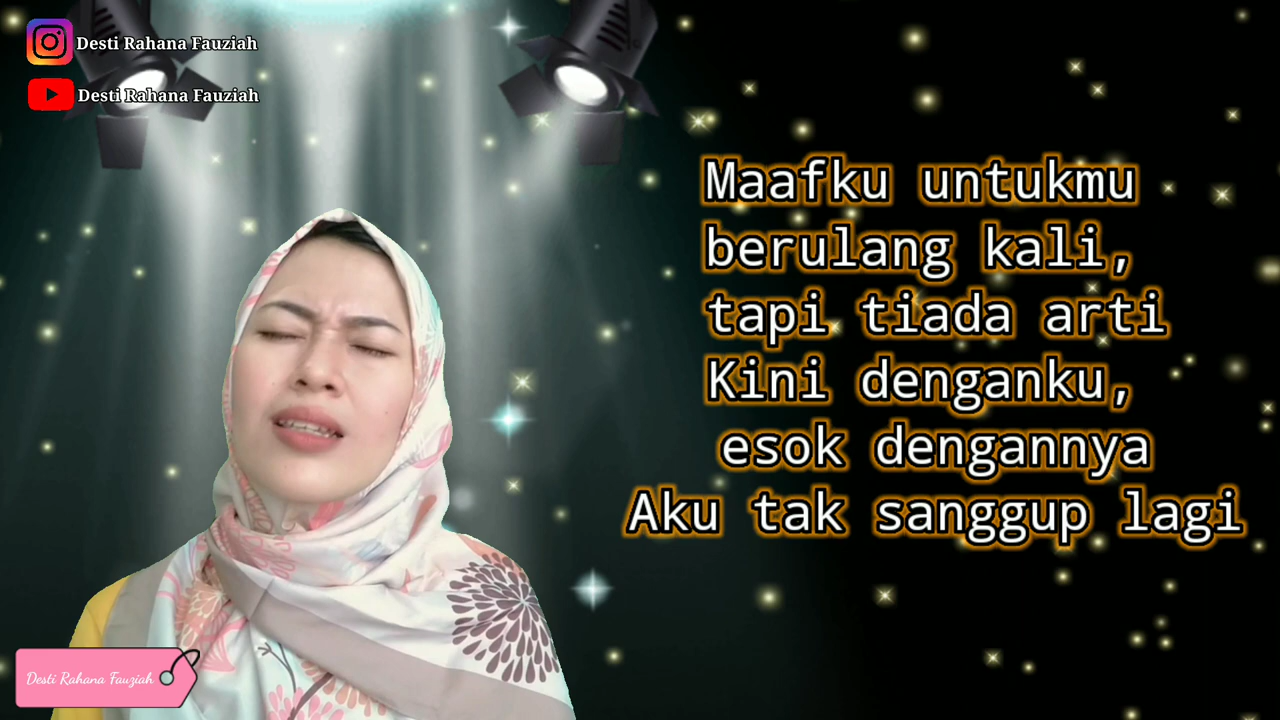 Desti Rahana Fauziah
Desti Rahana Fauziah
Maafku untukmu
berulang kali,
tapi tiada arti
Kini denganku,
esok dengannya
Aku tak sanggup lagi
Desti Rahana Fauziah